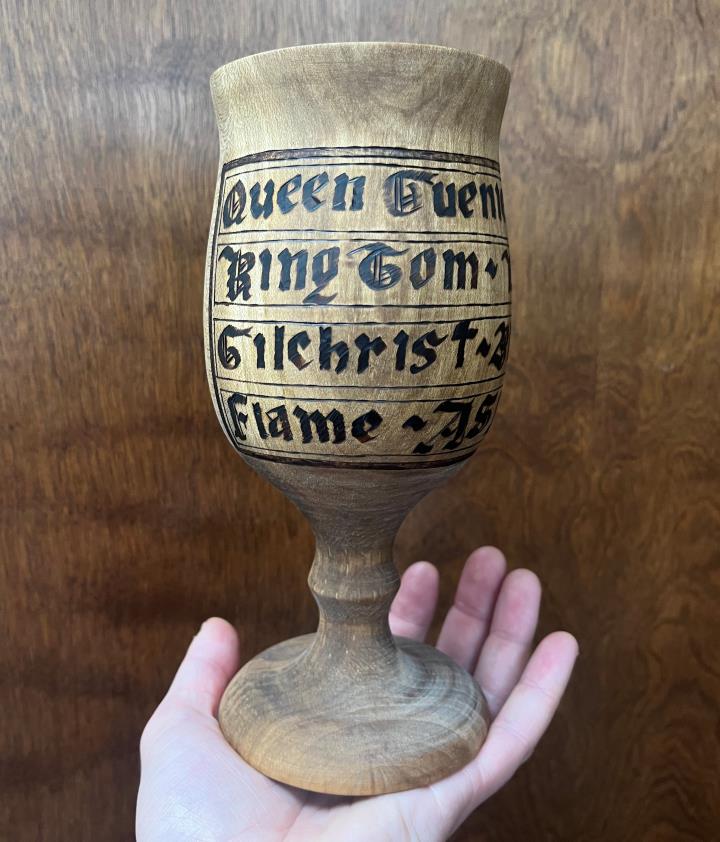 Queen
King Tom ·
Gilchrist ·
Flame ·